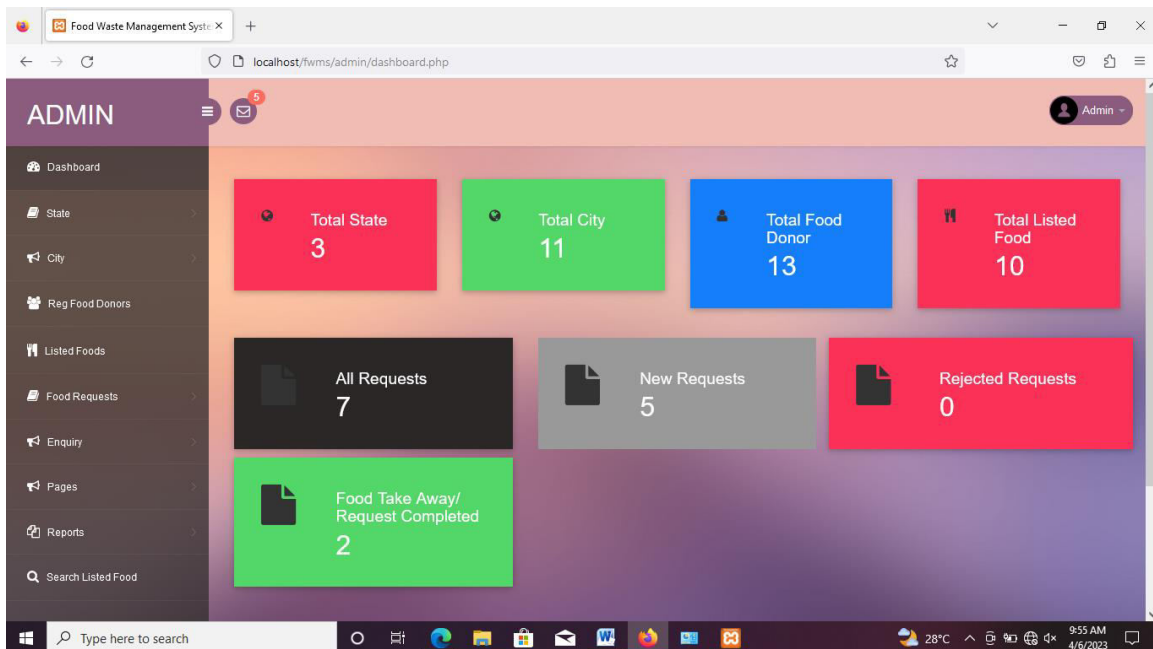 Food Waste Management Syste
localhost/fwms/admin/dashboard.php
ADMIN
5
Admin
Dashboard
State
City
Reg Food Donors
Listed Foods
Food Requests
Enquiry
Pages
Reports
Search Listed Food
Total State
3
Total City
11
Total Food
Donor
13
Total Listed
Food
10
All Requests
7
New Requests
5
Rejected Requests
0
Food Take Away/
Request Completed
2
Type here to search
28°C
9:55 AM
4/6/2023